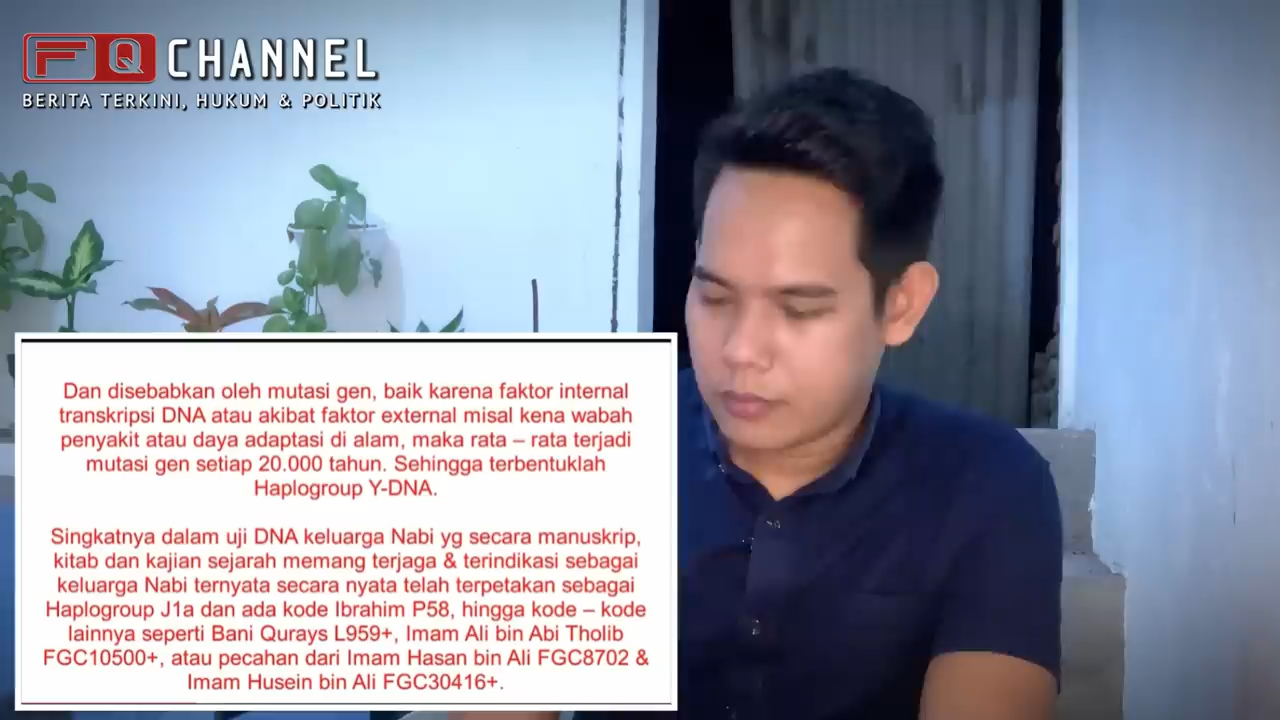 FQ CHANNEL
BERITA TERKINI, HUKUM & POLITIK
Dan disebabkan oleh mutasi gen, baik karena faktor internal
transkripsi DNA atau akibat faktor external misal kena wabah
penyakit atau daya adaptasi di alam, maka rata – rata terjadi
mutasi gen setiap 20.000 tahun. Sehingga terbentuklah
Haplogroup Y-DNA.
Singkatnya dalam uji DNA keluarga Nabi yg secara manuskrip,
kitab dan kajian sejarah memang terjaga & terindikasi sebagai
keluarga Nabi ternyata secara nyata telah terpetakan sebagai
Haplogroup J1a dan ada kode Ibrahim P58, hingga kode – kode
lainnya seperti Bani Qurays L959+, Imam Ali bin Abi Tholib
FGC10500+, atau pecahan dari Imam Hasan bin Ali FGC8702 &
Imam Husein bin Ali FGC30416+.